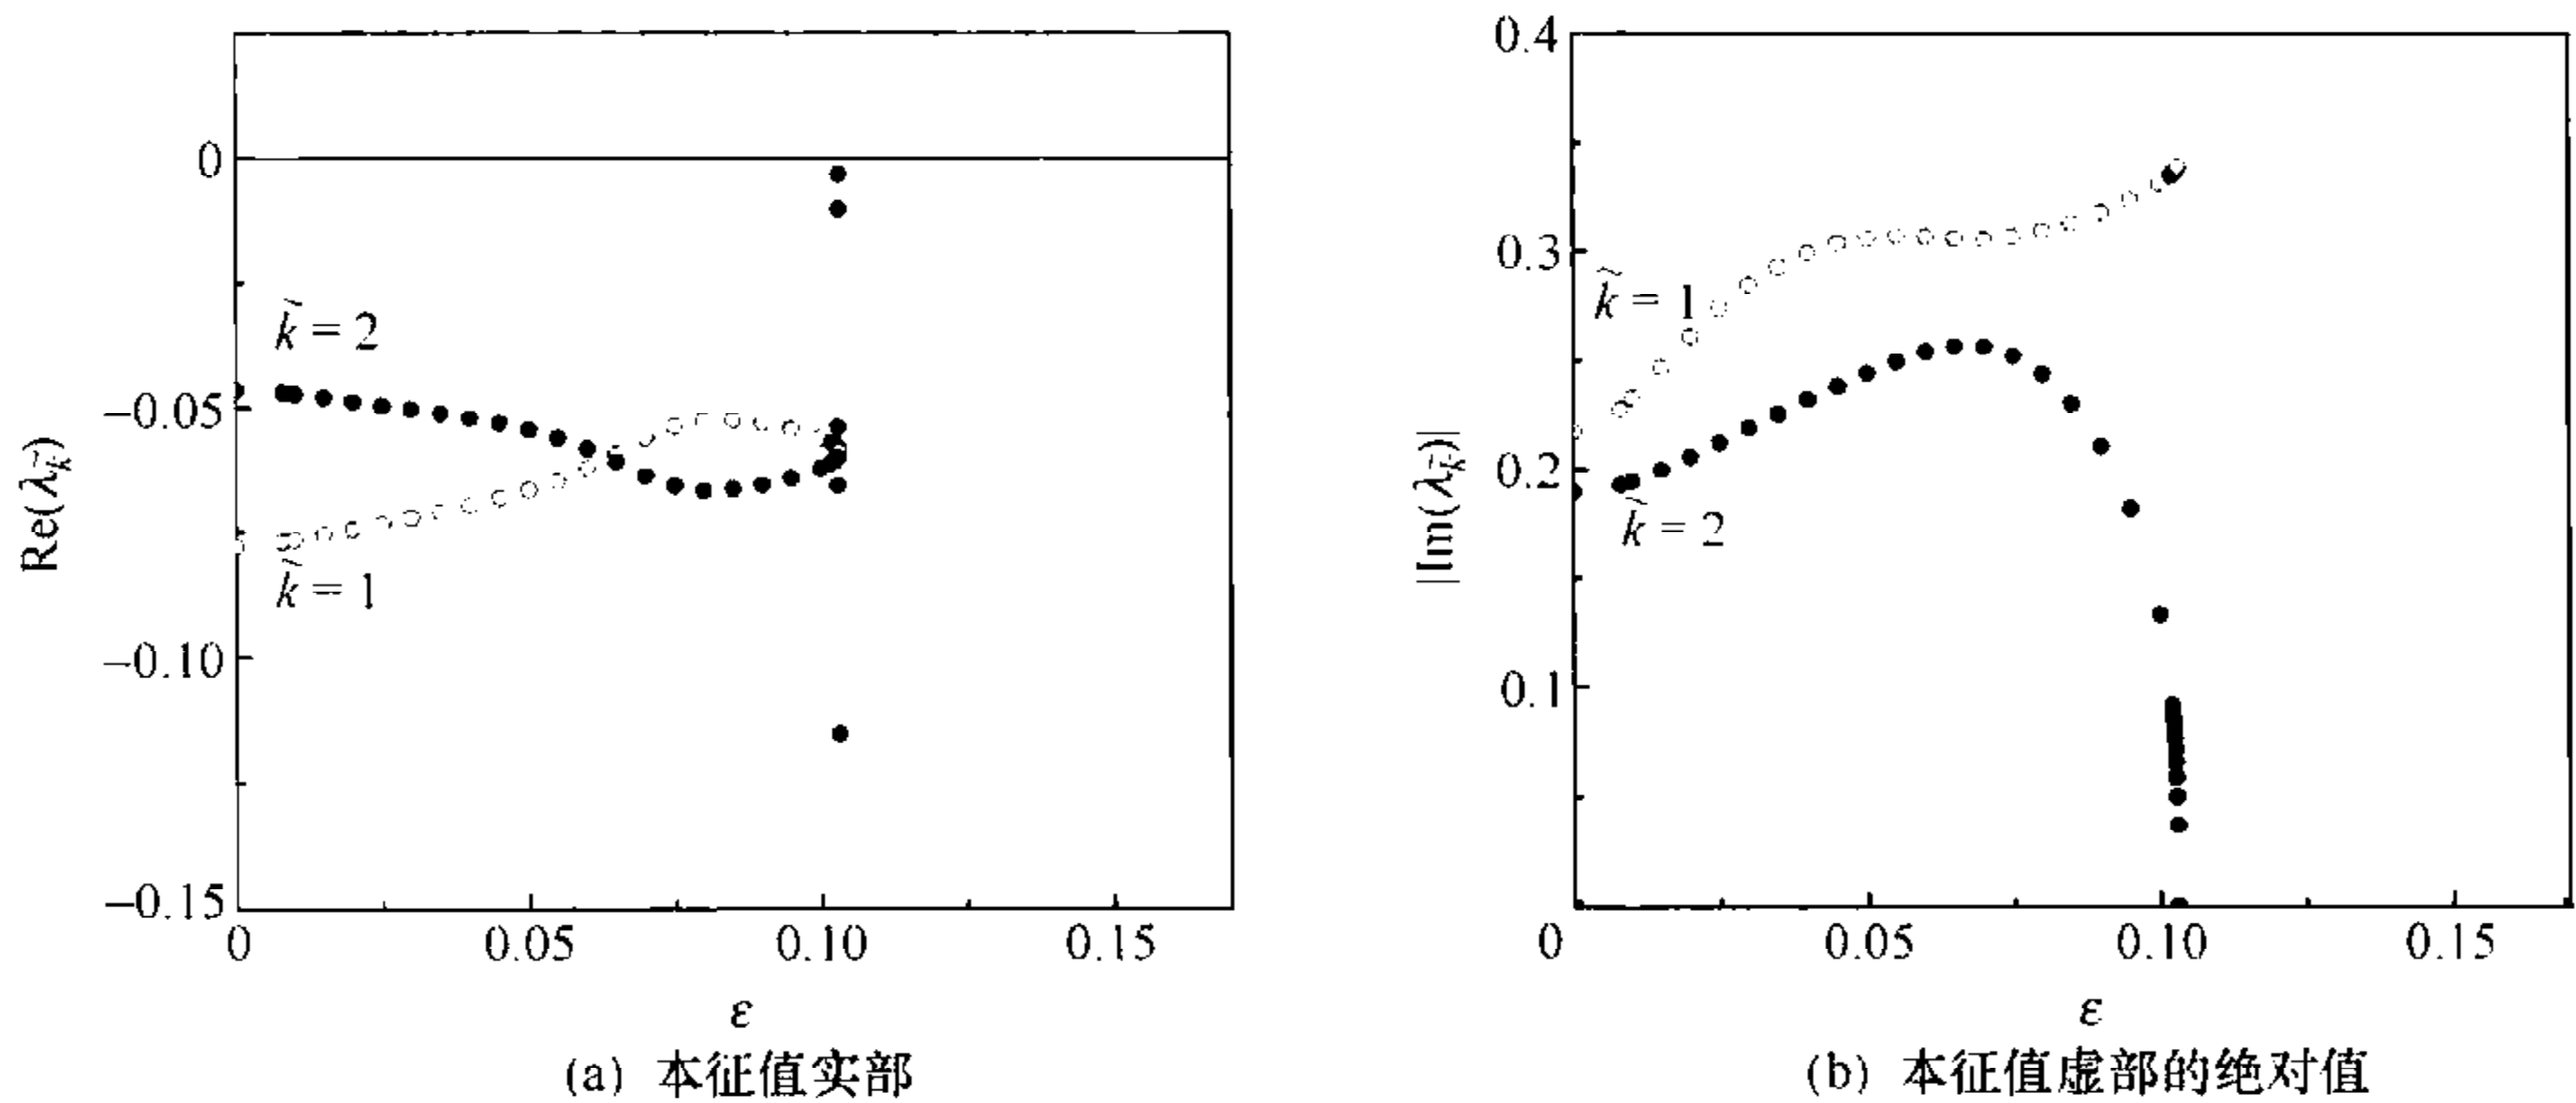 0
−0.05
−0.10
−0.15
Re(λ_k̃)
k̃ = 2
k̃ = 1
0 0.05 0.10 0.15
ε
(a) 本征值实部
0.4
0.3
0.2
0.1
|Im(λ_k̃)|
k̃ = 1
k̃ = 2
0 0.05 0.10 0.15
ε
(b) 本征值虚部的绝对值